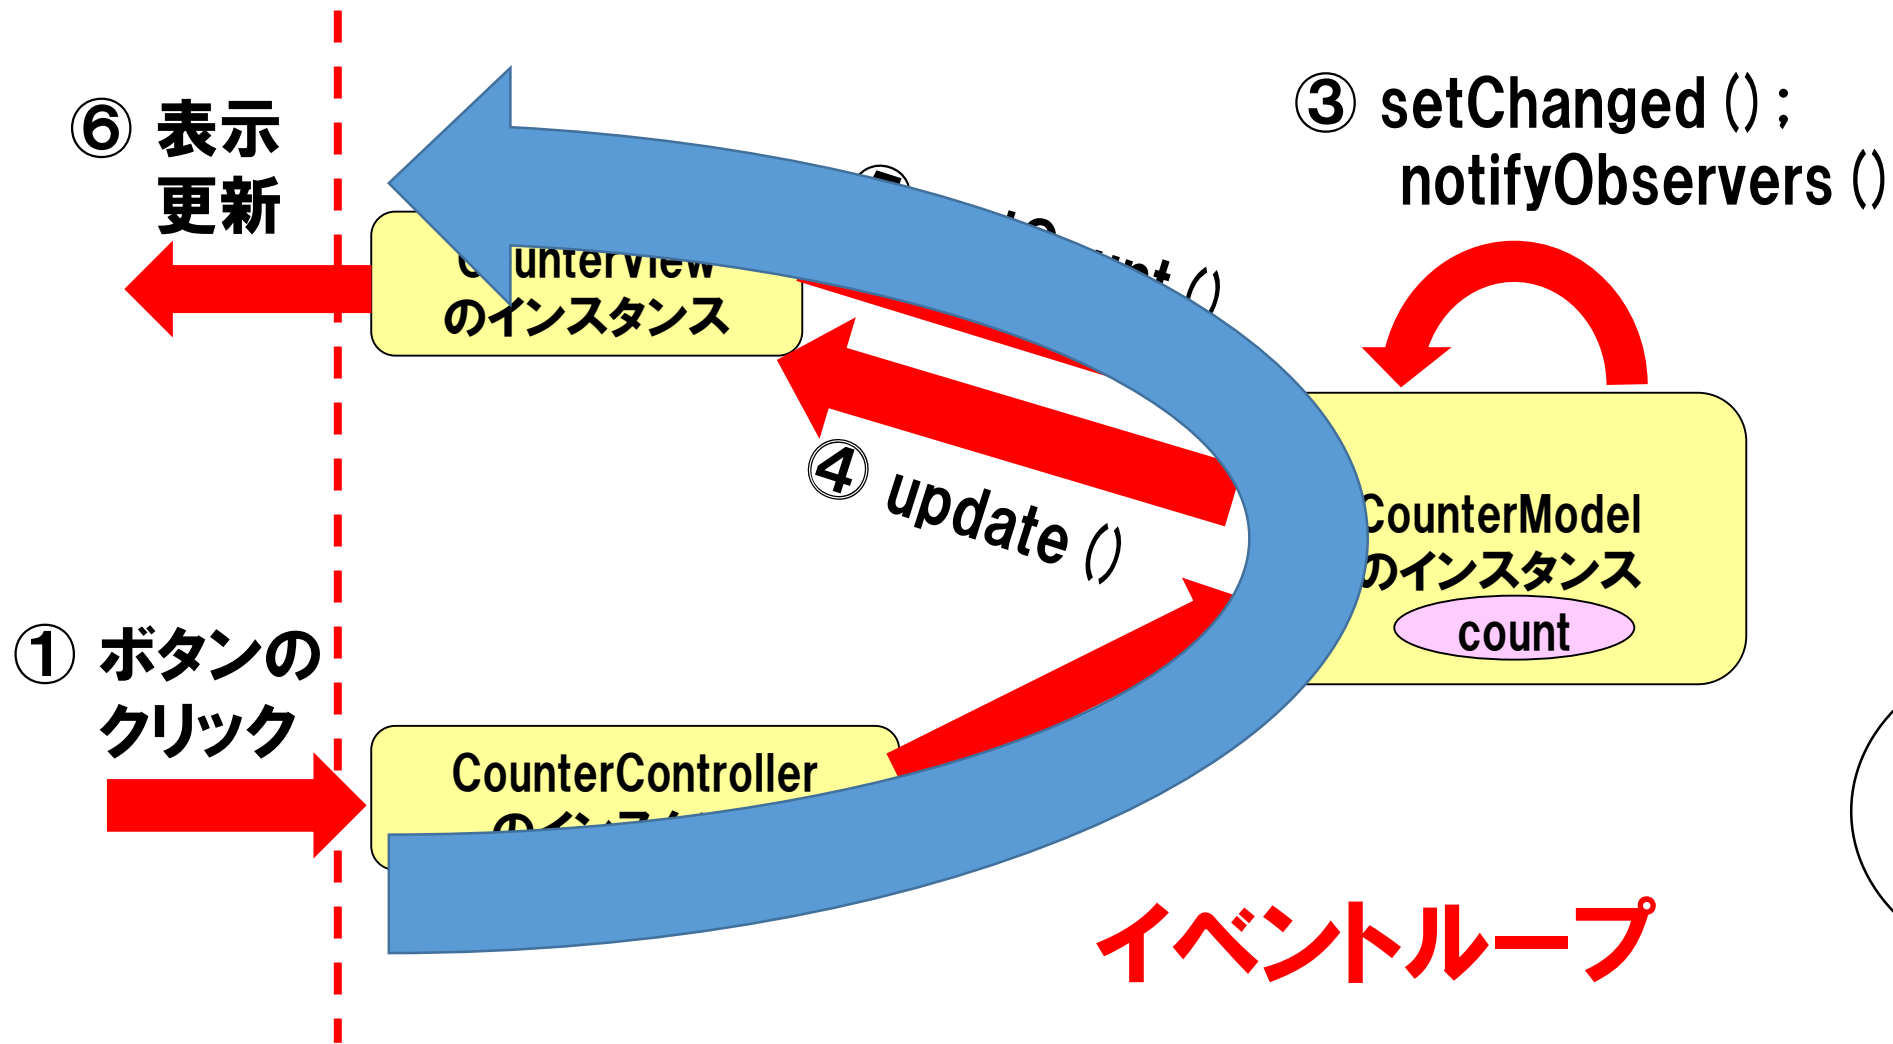 ⑥ 表示
更新
③ setChanged();
notifyObservers()
CounterView
のインスタンス
④ update()
CounterModel
のインスタンス
count
① ボタンの
クリック
CounterController
イベントループ